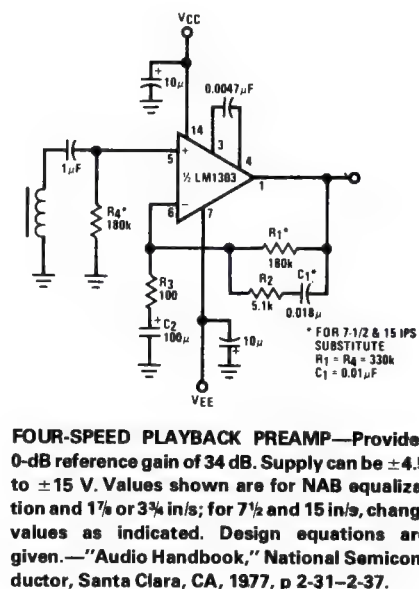 VCC
+
10µ
0.0047µF
14
3
4
1µF
5
+
½ LM1303
1
6
−
7
R4*
180k
R1*
180k
R2
5.1k
C1*
0.018µ
R3
100
C2
+
100µ
10µ
+
VEE
* FOR 7-1/2 & 15 IPS
SUBSTITUTE
R1 = R4 = 330k
C1 = 0.01µF
FOUR-SPEED PLAYBACK PREAMP—Provide
0-dB reference gain of 34 dB. Supply can be ±4.5
to ±15 V. Values shown are for NAB equaliza-
tion and 1⅞ or 3¾ in/s; for 7½ and 15 in/s, chang
values as indicated. Design equations are
given.—"Audio Handbook," National Semicon-
ductor, Santa Clara, CA, 1977, p 2-31–2-37.